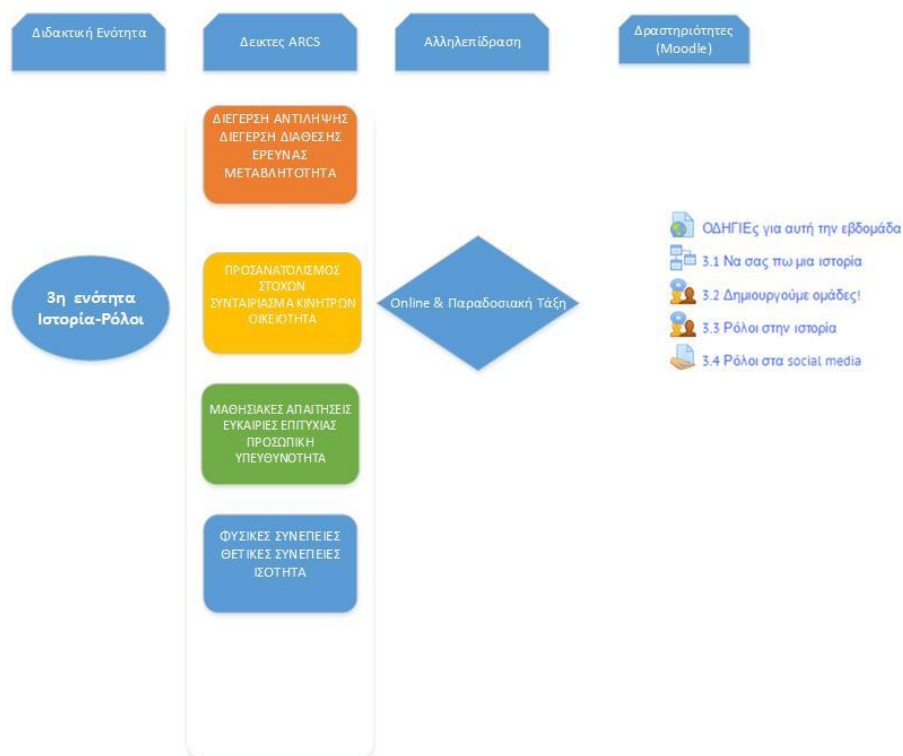 Διδακτική Ενότητα
Δεικτες ARCS
Αλληλεπίδραση
Δραστηριότητες
(Moodle)
ΔΙΕΓΕΡΣΗ ΑΝΤΙΛΗΨΗΣ
ΔΙΕΓΕΡΣΗ ΔΙΑΘΕΣΗΣ
ΕΡΕΥΝΑΣ
ΜΕΤΑΒΛΗΤΟΤΗΤΑ
3η ενότητα
Ιστορία-Ρόλοι
ΠΡΟΣΑΝΑΤΟΛΙΣΜΟΣ
ΣΤΟΧΩΝ
ΣΥΝΤΑΙΡΙΑΣΜΑ ΚΙΝΗΤΡΩΝ
ΟΙΚΕΙΟΤΗΤΑ
ΜΑΘΗΣΙΑΚΕΣ ΑΠΑΙΤΗΣΕΙΣ
ΕΥΚΑΙΡΙΕΣ ΕΠΙΤΥΧΙΑΣ
ΠΡΟΣΩΠΙΚΗ
ΥΠΕΥΘΥΝΟΤΗΤΑ
ΦΥΣΙΚΕΣ ΣΥΝΕΠΕΙΕΣ
ΘΕΤΙΚΕΣ ΣΥΝΕΠΕΙΕΣ
ΙΣΟΤΗΤΑ
Online & Παραδοσιακή Τάξη
ΟΔΗΓΙΕς για αυτή την εβδομάδα
3.1 Να σας πω μια ιστορία
3.2 Δημιουργούμε ομάδες!
3.3 Ρόλοι στην ιστορία
3.4 Ρόλοι στα social media